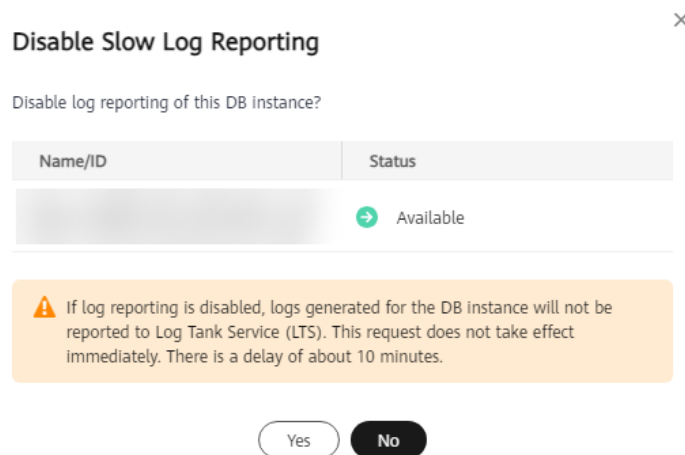 Disable Slow Log Reporting
Disable log reporting of this DB instance?
Name/ID Status
Available
If log reporting is disabled, logs generated for the DB instance will not be
reported to Log Tank Service (LTS). This request does not take effect
immediately. There is a delay of about 10 minutes.
Yes No